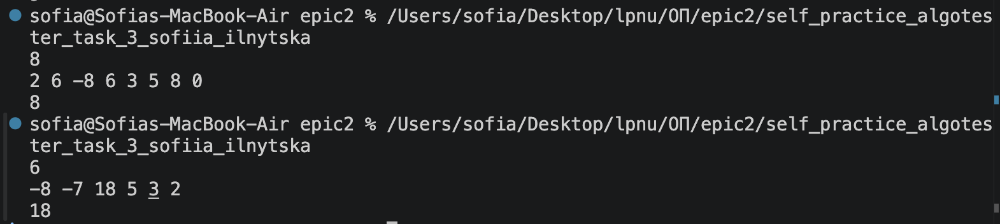 sofia@Sofias-MacBook-Air epic2 % /Users/sofia/Desktop/lpnu/ОП/epic2/self_practice_algotes
ter_task_3_sofiia_ilnytska
8
2 6 -8 6 3 5 8 0
8
sofia@Sofias-MacBook-Air epic2 % /Users/sofia/Desktop/lpnu/ОП/epic2/self_practice_algotes
ter_task_3_sofiia_ilnytska
6
-8 -7 18 5 3 2
18